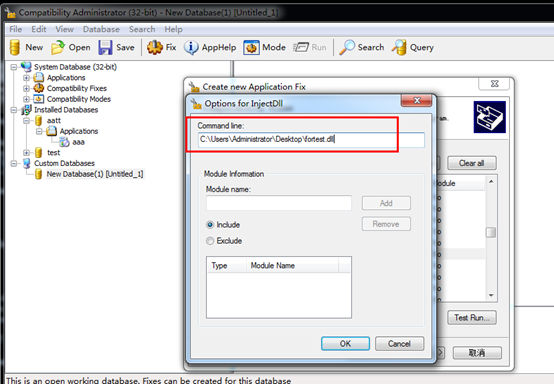 Compatibility Administrator (32-bit) - New Database(1) [Untitled_1]
File Edit View Database Search Help
New Open Save Fix AppHelp Mode Run Search Query
System Database (32-bit)
Applications
Compatibility Fixes
Compatibility Modes
Installed Databases
aatt
Applications
aaa
test
Custom Databases
New Database(1) [Untitled_1]
Create new Application Fix
Options for InjectDll
Command line:
C:\Users\Administrator\Desktop\fortest.dll
Module Information
Module name:
Add
Include
Remove
Exclude
Type Module Name
OK Cancel
ram.
Clear all
Module
Test Run...
取消
This is an open working database. Fixes can be created for this database